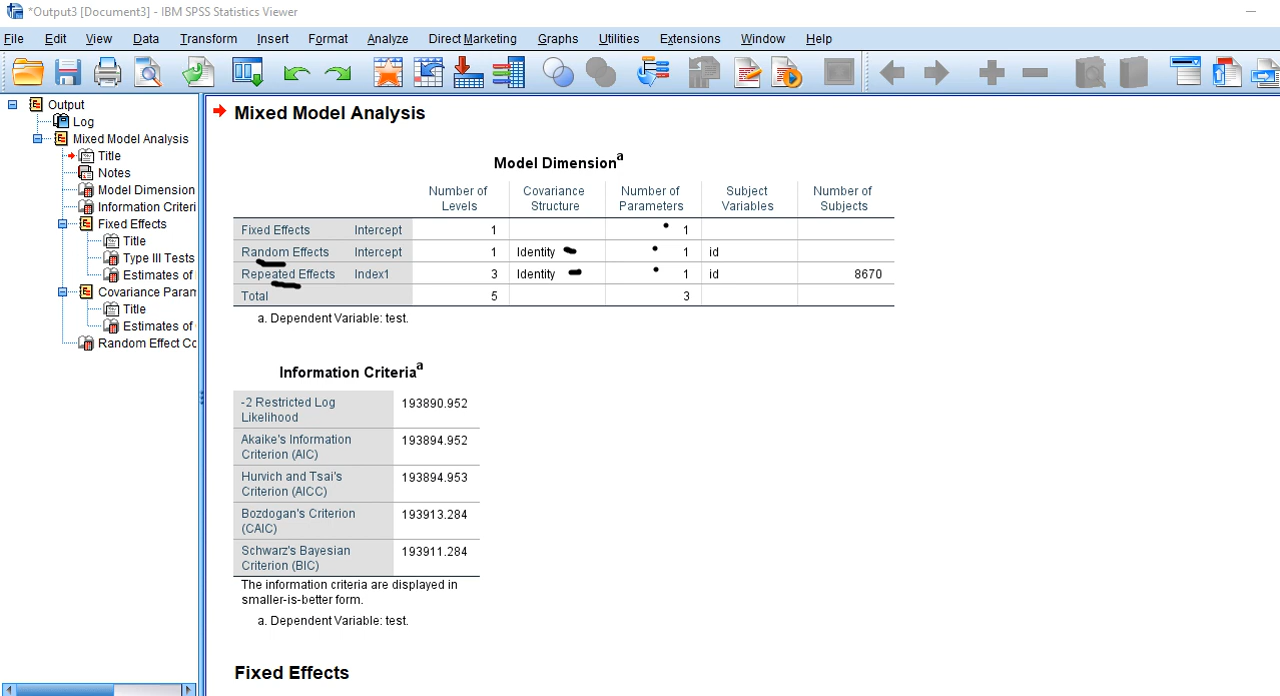 *Output3 [Document3] - IBM SPSS Statistics Viewer
File Edit View Data Transform Insert Format Analyze Direct Marketing Graphs Utilities Extensions Window Help
Output
Log
Mixed Model Analysis
Title
Notes
Model Dimension
Information Criteri
Fixed Effects
Title
Type III Tests
Estimates of
Covariance Param
Title
Estimates of
Random Effect Co
Mixed Model Analysis
Model Dimensiona
Number of Levels Covariance Structure Number of Parameters Subject Variables Number of Subjects
Fixed Effects Intercept 1 1
Random Effects Intercept 1 Identity 1 id
Repeated Effects Index1 3 Identity 1 id 8670
Total 5 3
a. Dependent Variable: test.
Information Criteriaa
-2 Restricted Log
Likelihood 193890.952
Akaike's Information
Criterion (AIC) 193894.952
Hurvich and Tsai's
Criterion (AICC) 193894.953
Bozdogan's Criterion
(CAIC) 193913.284
Schwarz's Bayesian
Criterion (BIC) 193911.284
The information criteria are displayed in
smaller-is-better form.
a. Dependent Variable: test.
Fixed Effects